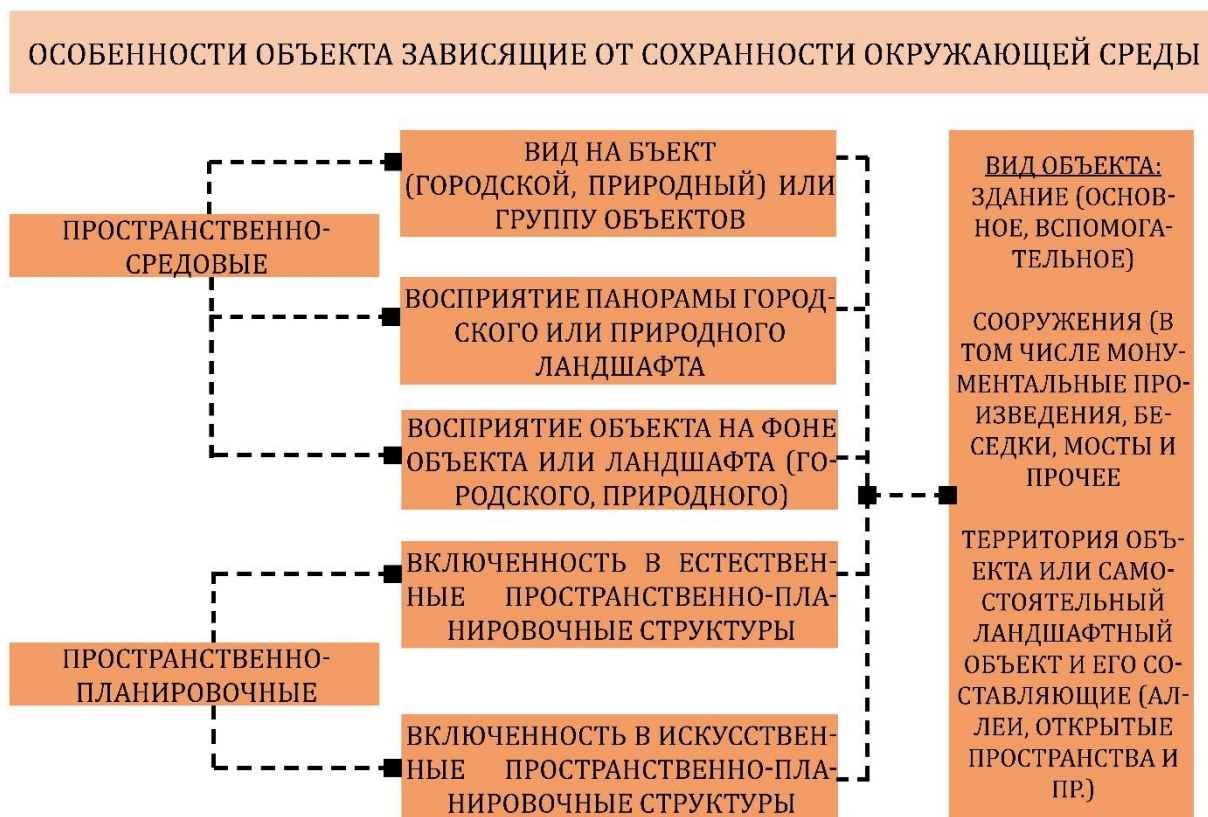 ОСОБЕННОСТИ ОБЪЕКТА ЗАВИСЯЩИЕ ОТ СОХРАННОСТИ ОКРУЖАЮЩЕЙ СРЕДЫ
ПРОСТРАНСТВЕННО-
СРЕДОВЫЕ
ВИД НА БЪЕКТ
(ГОРОДСКОЙ, ПРИРОДНЫЙ) ИЛИ
ГРУППУ ОБЪЕКТОВ
ВОСПРИЯТИЕ ПАНОРАМЫ ГОРОД-
СКОГО ИЛИ ПРИРОДНОГО
ЛАНДШАФТА
ВОСПРИЯТИЕ ОБЪЕКТА НА ФОНЕ
ОБЪЕКТА ИЛИ ЛАНДШАФТА (ГО-
РОДСКОГО, ПРИРОДНОГО)
ПРОСТРАНСТВЕННО-
ПЛАНИРОВОЧНЫЕ
ВКЛЮЧЕННОСТЬ В ЕСТЕСТВЕН-
НЫЕ ПРОСТРАНСТВЕННО-ПЛА-
НИРОВОЧНЫЕ СТРУКТУРЫ
ВКЛЮЧЕННОСТЬ В ИСКУССТВЕН-
НЫЕ ПРОСТРАНСТВЕННО-ПЛА-
НИРОВОЧНЫЕ СТРУКТУРЫ
ВИД ОБЪЕКТА:
ЗДАНИЕ (ОСНОВ-
НОЕ, ВСПОМОГА-
ТЕЛЬНОЕ)
СООРУЖЕНИЯ (В
ТОМ ЧИСЛЕ МОНУ-
МЕНТАЛЬНЫЕ ПРО-
ИЗВЕДЕНИЯ, БЕ-
СЕДКИ, МОСТЫ И
ПРОЧЕЕ
ТЕРРИТОРИЯ ОБЪ-
ЕКТА ИЛИ САМО-
СТОЯТЕЛЬНЫЙ
ЛАНДШАФТНЫЙ
ОБЪЕКТ И ЕГО СО-
СТАВЛЯЮЩИЕ (АЛ-
ЛЕИ, ОТКРЫТЫЕ
ПРОСТРАНСТВА И
ПР.)